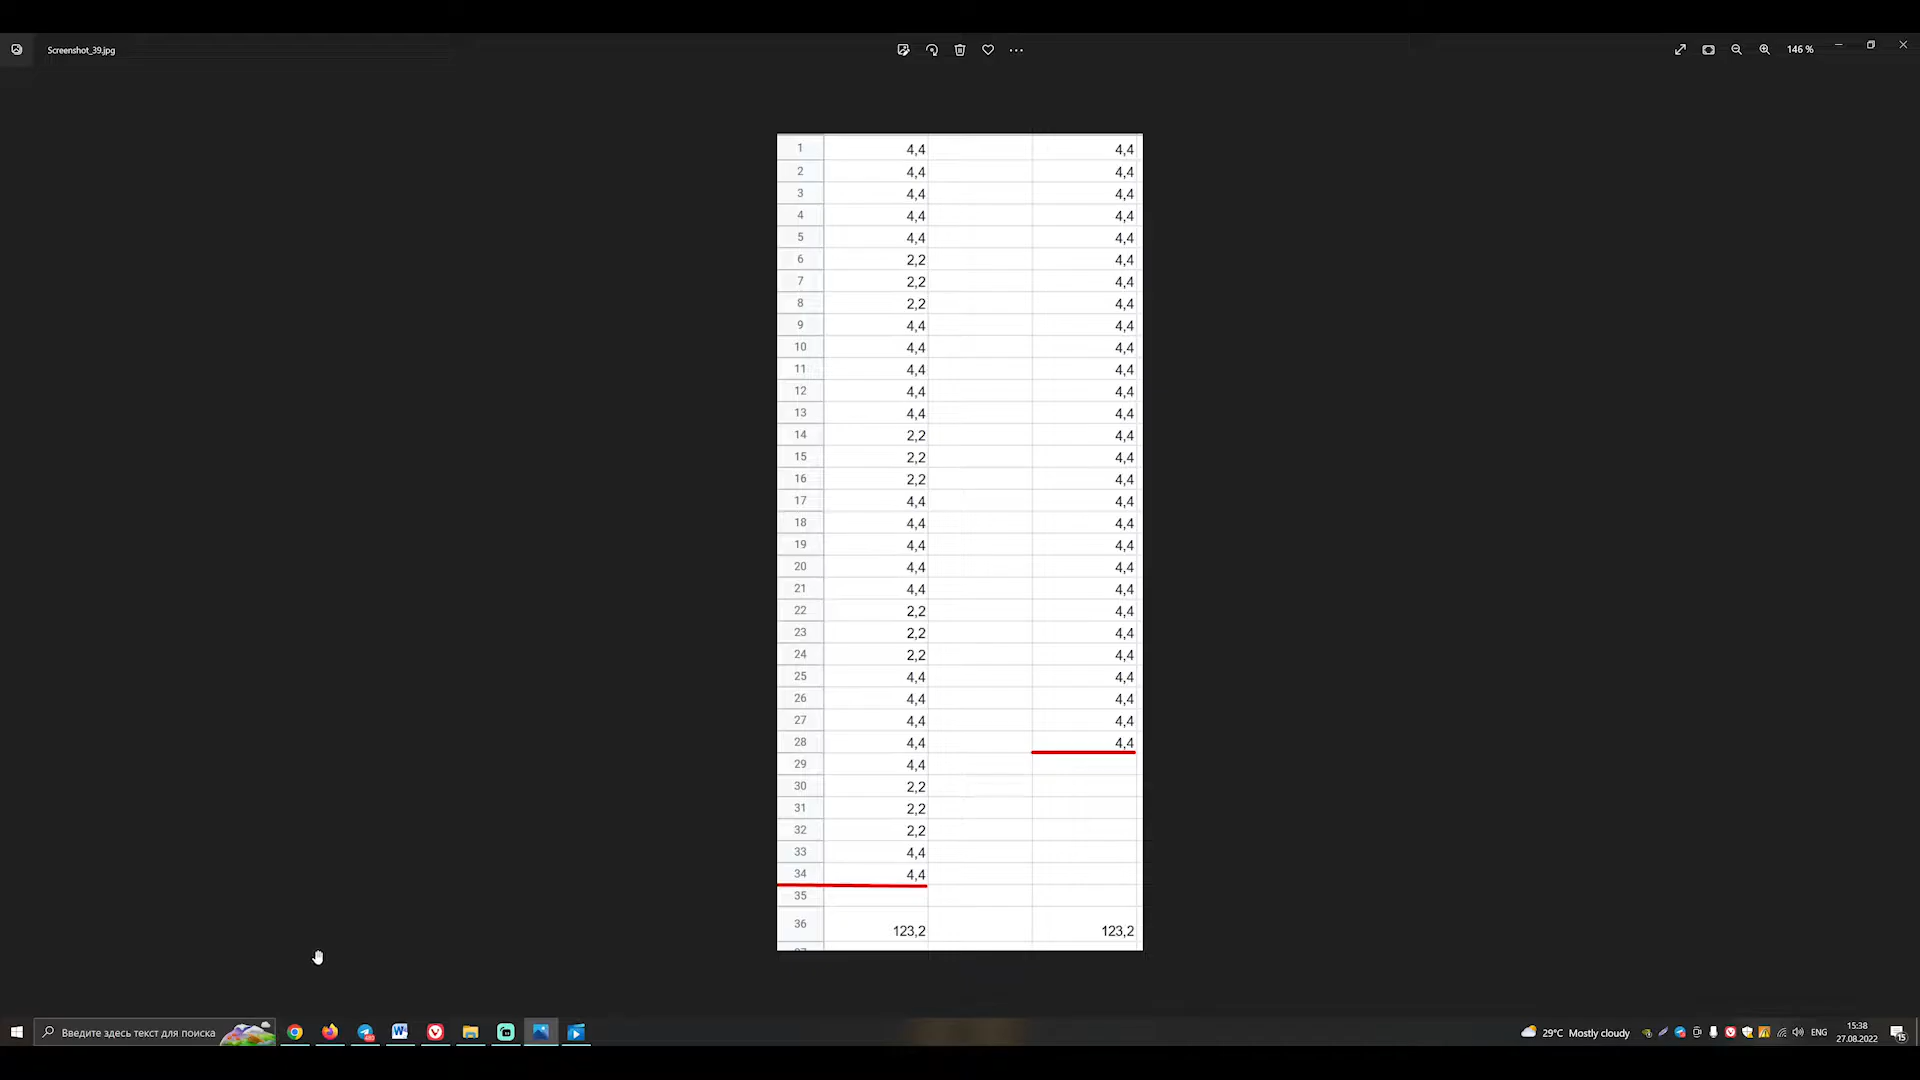 Screenshot_39.jpg
146 %
1 4,4 4,4
2 4,4 4,4
3 4,4 4,4
4 4,4 4,4
5 4,4 4,4
6 2,2 4,4
7 2,2 4,4
8 2,2 4,4
9 4,4 4,4
10 4,4 4,4
11 4,4 4,4
12 4,4 4,4
13 4,4 4,4
14 2,2 4,4
15 2,2 4,4
16 2,2 4,4
17 4,4 4,4
18 4,4 4,4
19 4,4 4,4
20 4,4 4,4
21 4,4 4,4
22 2,2 4,4
23 2,2 4,4
24 2,2 4,4
25 4,4 4,4
26 4,4 4,4
27 4,4 4,4
28 4,4 4,4
29 4,4
30 2,2
31 2,2
32 2,2
33 4,4
34 4,4
35
36 123,2 123,2
Введите здесь текст для поиска
29°C Mostly cloudy
ENG
15:38
27.08.2022
15